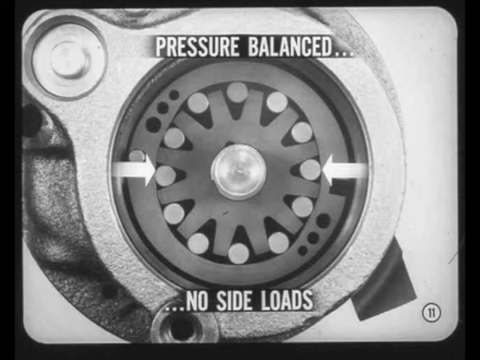 PRESSURE BALANCED...
...NO SIDE LOADS
11